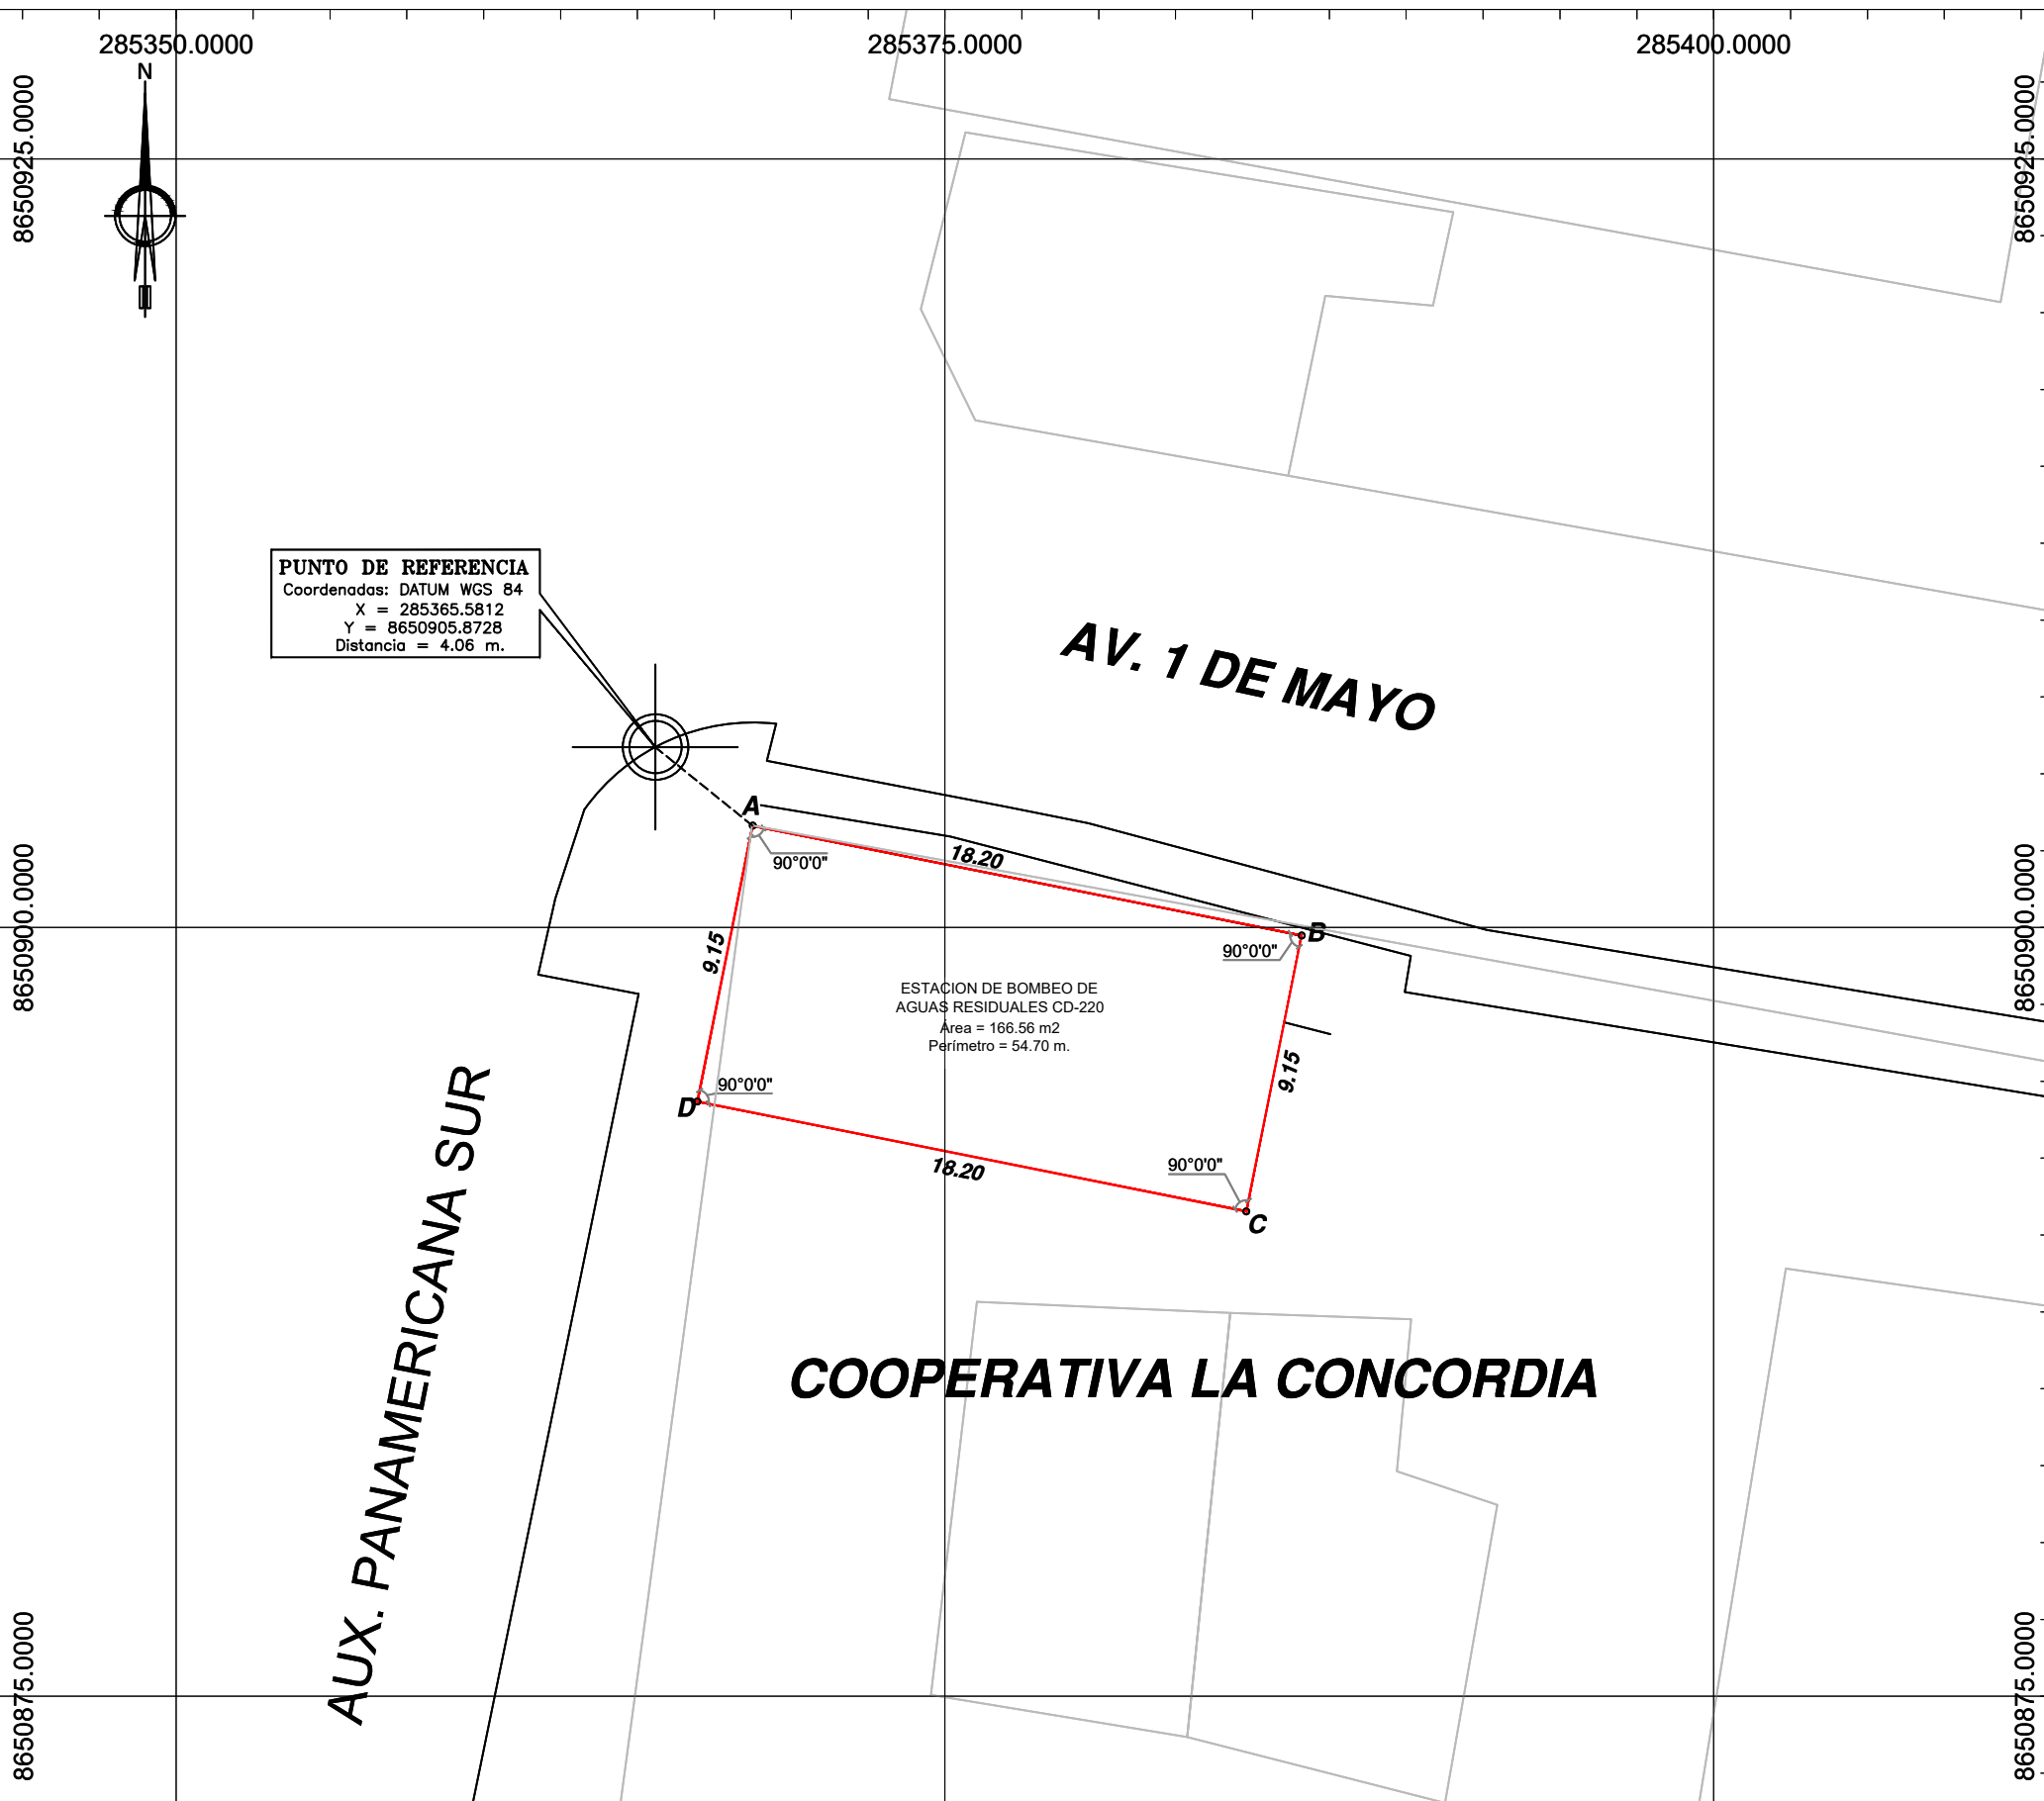 285350.0000
285375.0000
285400.0000
N
8650925.0000
8650925.0000
PUNTO DE REFERENCIA
Coordenadas: DATUM WGS 84
X = 285365.5812
Y = 8650905.8728
Distancia = 4.06 m.
AV. 1 DE MAYO
A
18.20
90°0'0"
B
90°0'0"
9.15
8650900.0000
8650900.0000
ESTACION DE BOMBEO DE
AGUAS RESIDUALES CD-220
Área = 166.56 m2
Perímetro = 54.70 m.
9.15
90°0'0"
D
18.20
90°0'0"
C
AUX. PANAMERICANA SUR
COOPERATIVA LA CONCORDIA
8650875.0000
8650875.0000